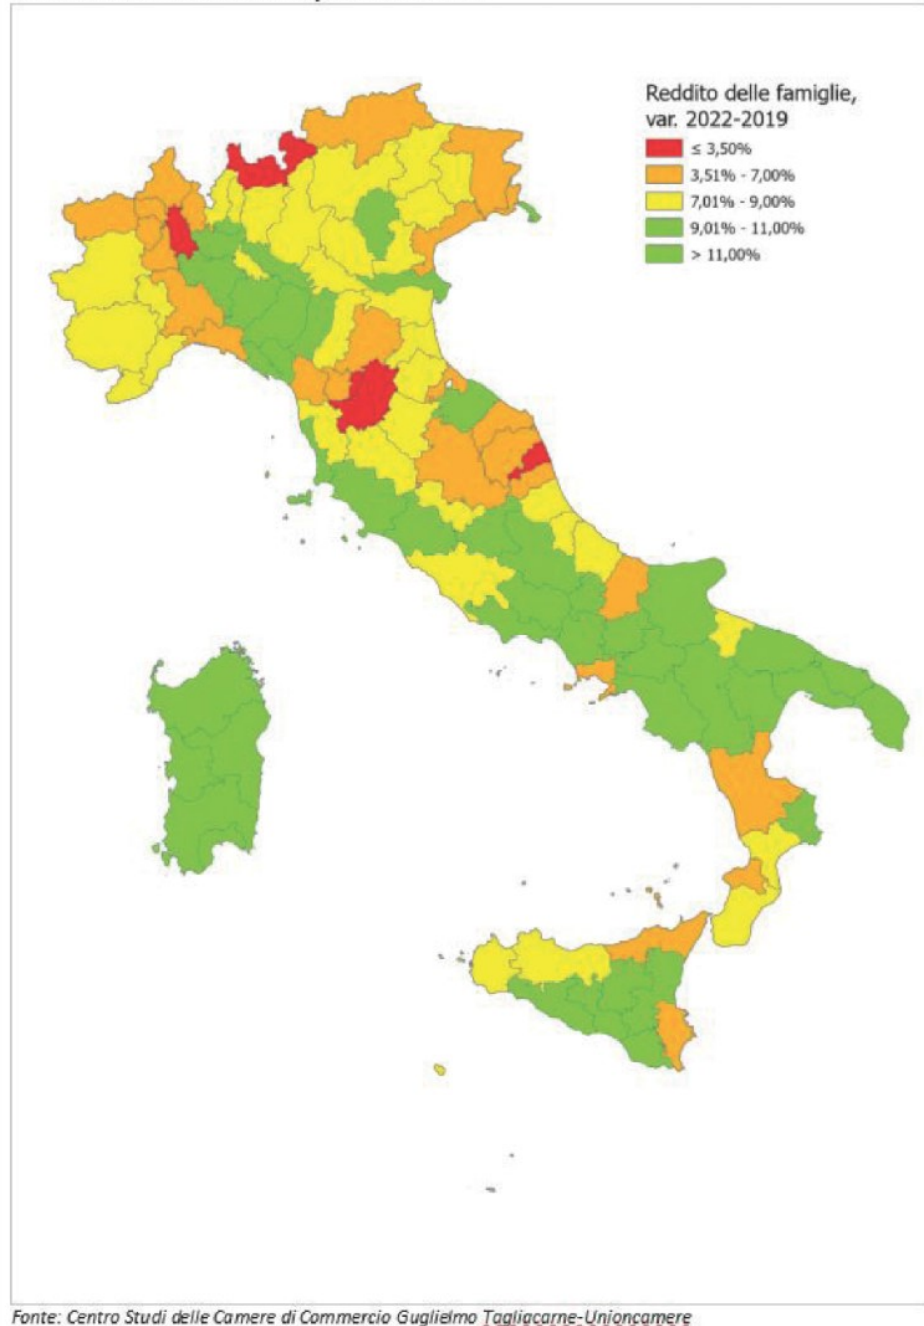 Reddito delle famiglie,
var. 2022-2019
≤ 3,50%
3,51% - 7,00%
7,01% - 9,00%
9,01% - 11,00%
> 11,00%
Fonte: Centro Studi delle Camere di Commercio Guglielmo Tagliacarne-Unioncamere